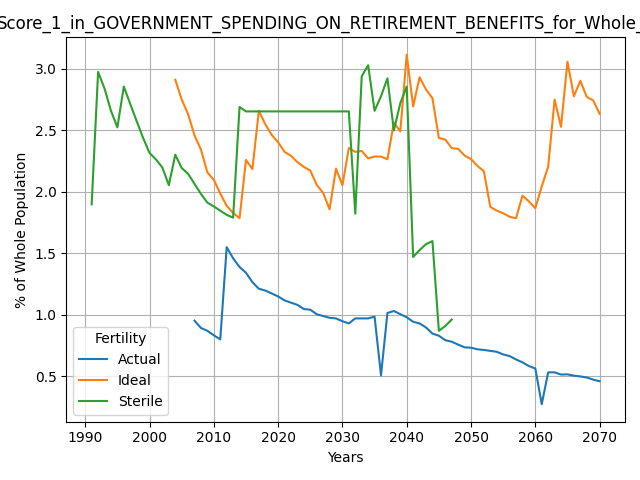 Score_1_in_GOVERNMENT_SPENDING_ON_RETIREMENT_BENEFITS_for_Whole_
3.0
2.5
2.0
1.5
1.0
0.5
% of Whole Population
Fertility
Actual
Ideal
Sterile
1990 2000 2010 2020 2030 2040 2050 2060 2070
Years